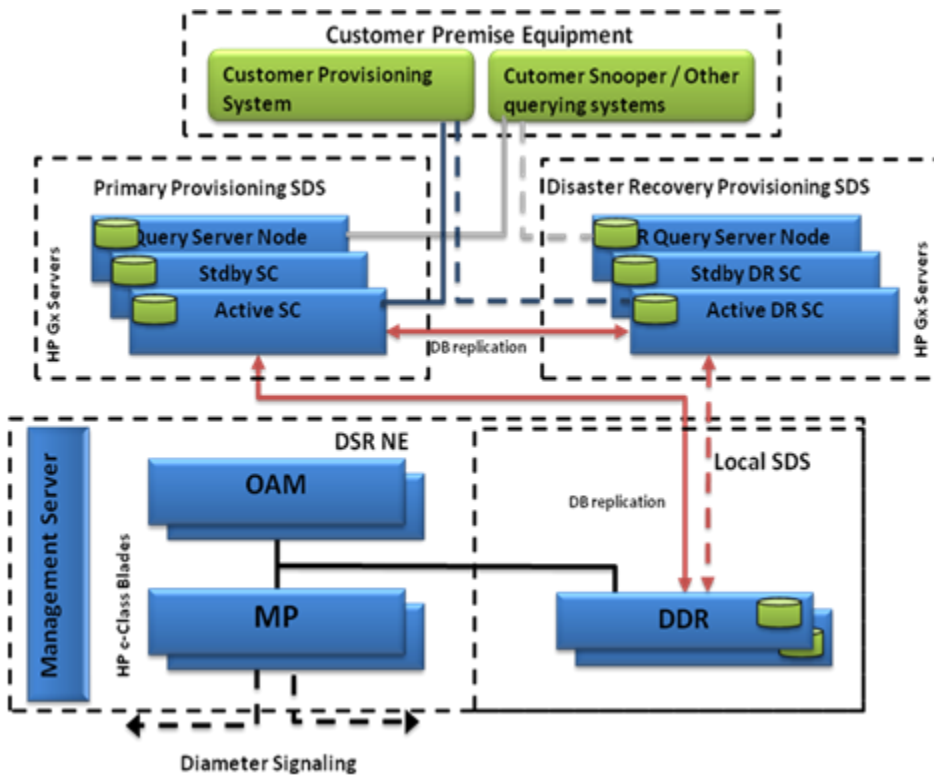 Customer Premise Equipment
Customer Provisioning
System
Cutomer Snooper / Other
querying systems
Primary Provisioning SDS
Disaster Recovery Provisioning SDS
HP Gx Servers
Query Server Node
Stdby SC
Active SC
DB replication
R Query Server Node
Stdby DR SC
Active DR SC
HP Gx Servers
Management Server
DSR NE
HP c-Class Blades
OAM
MP
Local SDS
DB replication
DDR
Diameter Signaling